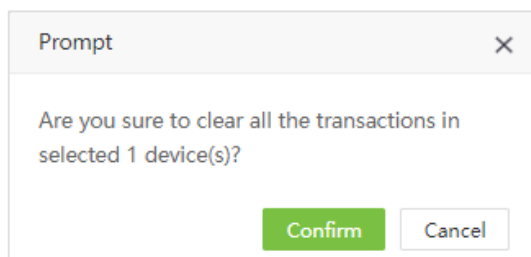 Prompt
Are you sure to clear all the transactions in
selected 1 device(s)?
Confirm Cancel